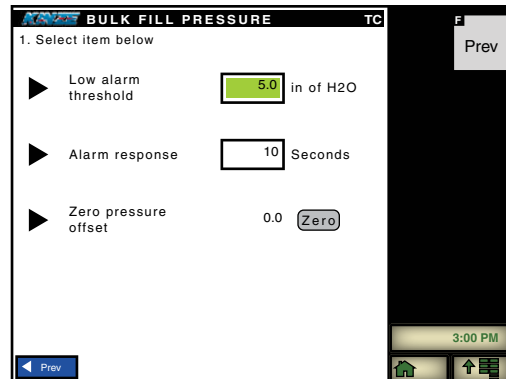 KINZE BULK FILL PRESSURE TC
1. Select item below
Low alarm
threshold
5.0 in of H2O
Alarm response 10 Seconds
Zero pressure
offset
0.0 Zero
Prev
F
Prev
3:00 PM